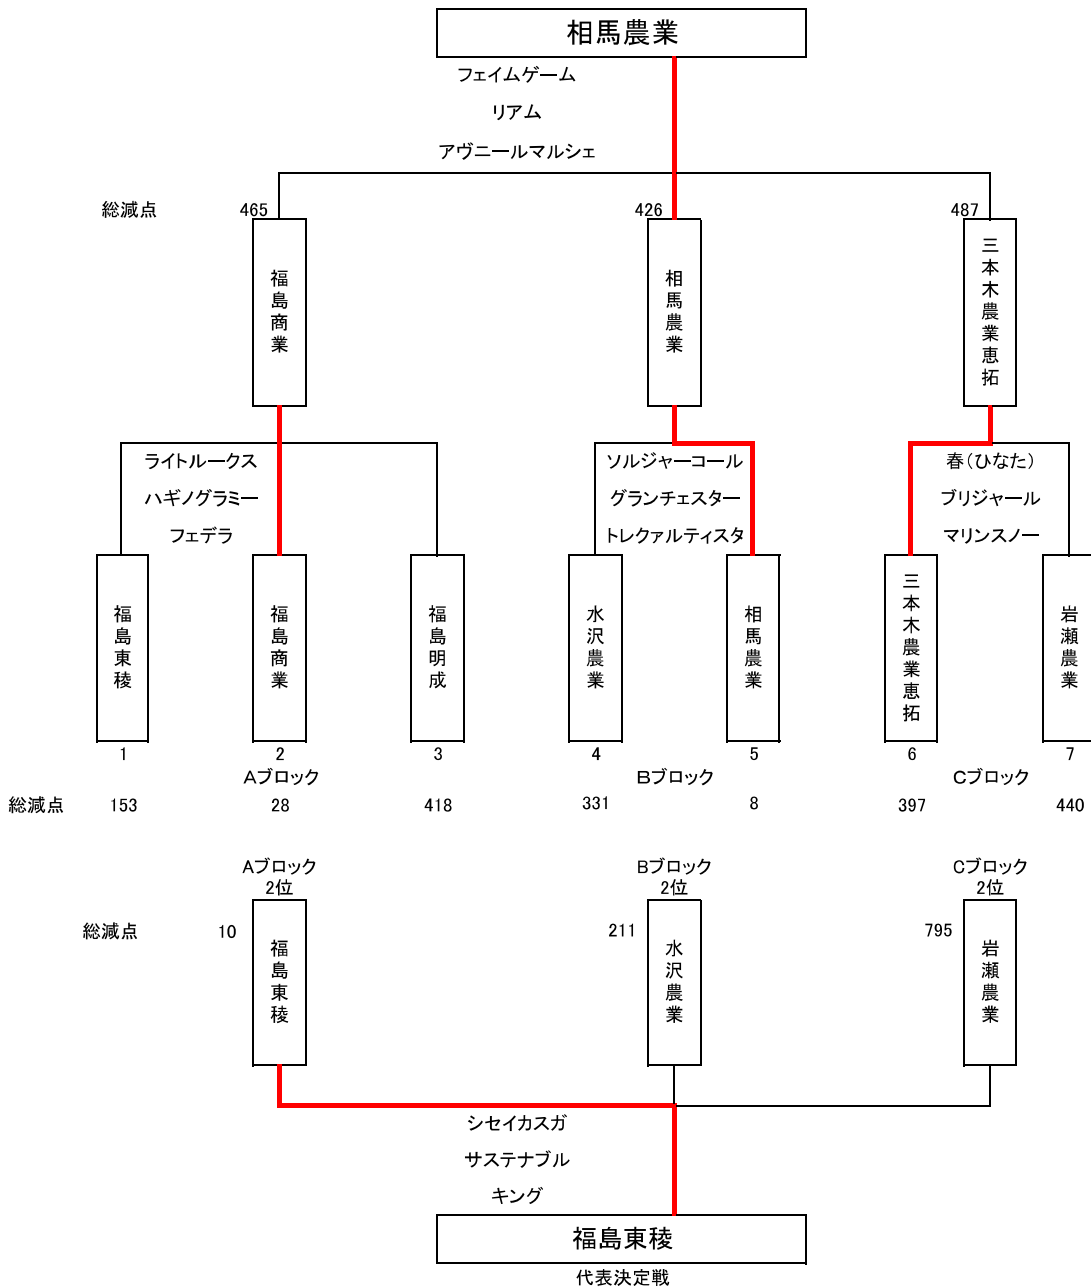 相馬農業
フェイムゲーム
リアム
アヴニールマルシェ
総減点 465 426 487
福島商業 相馬農業 三本木農業恵拓
ライトルークス ソルジャーコール 春(ひなた)
ハギノグラミー グランチェスター ブリジャール
フェデラ トレクァルティスタ マリンスノー
福島東稜 福島商業 福島明成 水沢農業 相馬農業 三本木農業恵拓 岩瀬農業
1 2 3 4 5 6 7
Aブロック Bブロック Cブロック
総減点 153 28 418 331 8 397 440
Aブロック Bブロック Cブロック
2位 2位 2位
総減点 10 211 795
福島東稜 水沢農業 岩瀬農業
シセイカスガ
サステナブル
キング
福島東稜
代表決定戦